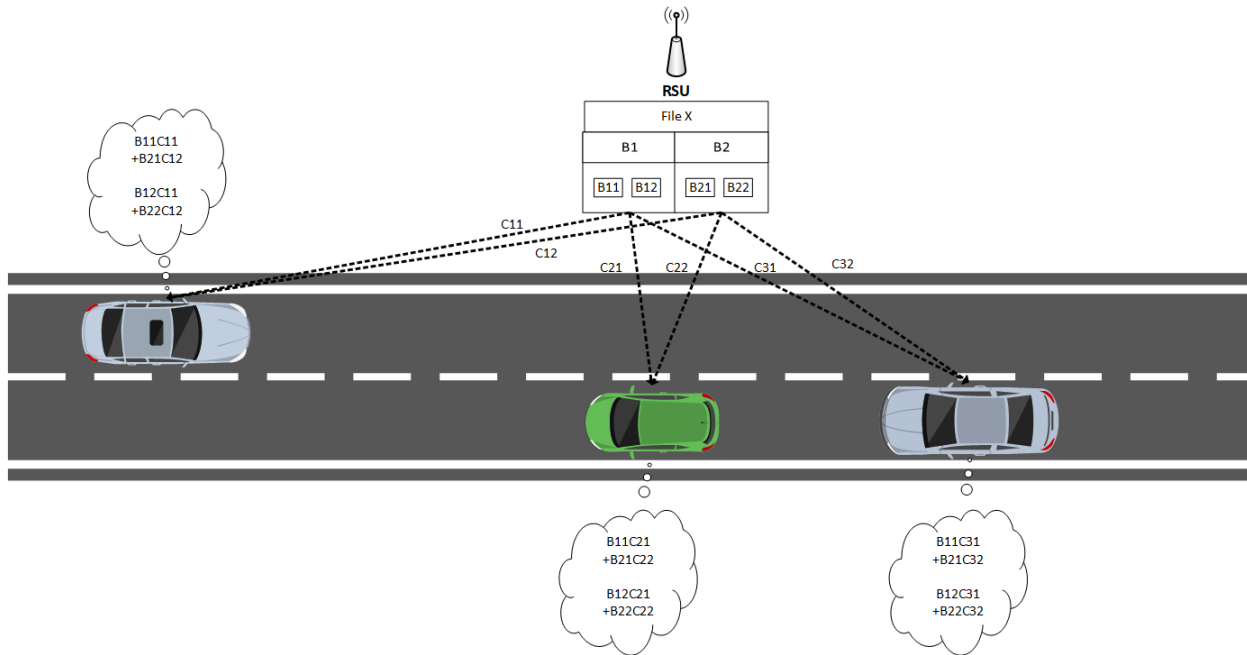 RSU
File X
B1 B2
B11 B12 B21 B22
B11C11
+B21C12
B12C11
+B22C12
C11
C12
C21
C22
C31
C32
B11C21
+B21C22
B12C21
+B22C22
B11C31
+B21C32
B12C31
+B22C32